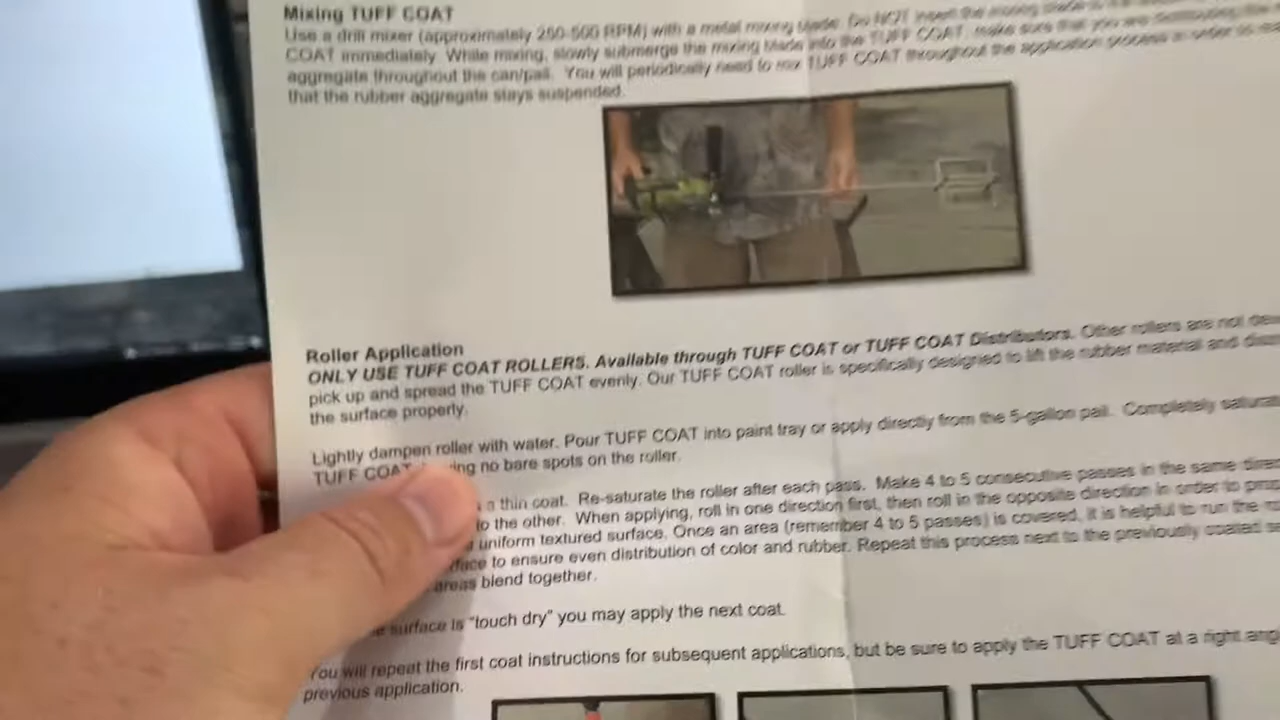 Mixing TUFF COAT
Use a drill mixer (approximately 250-500 RPM) with a metal mixing blade. Do NOT insert the mixing blade
COAT immediately. While mixing, slowly submerge the mixing blade into the TUFF COAT, make sure that you are distributing the
aggregate throughout the can/pail. You will periodically need to mix TUFF COAT throughout the application process in order to
that the rubber aggregate stays suspended.
Roller Application
ONLY USE TUFF COAT ROLLERS. Available through TUFF COAT or TUFF COAT Distributors. Other rollers are not
pick up and spread the TUFF COAT evenly. Our TUFF COAT roller is specifically designed to lift the rubber material and
the surface properly.
Lightly dampen roller with water. Pour TUFF COAT into paint tray or apply directly from the 5-gallon pail. Completely
TUFF COAT no bare spots on the roller.
a thin coat. Re-saturate the roller after each pass. Make 4 to 5 consecutive passes in the same
to the other. When applying, roll in one direction first, then roll in the opposite direction in order to
uniform textured surface. Once an area (remember 4 to 5 passes) is covered, it is helpful to run the
to ensure even distribution of color and rubber. Repeat this process next to the previously coated
areas blend together.
surface is "touch dry" you may apply the next coat.
You will repeat the first coat instructions for subsequent applications, but be sure to apply the TUFF COAT at a right
previous application.